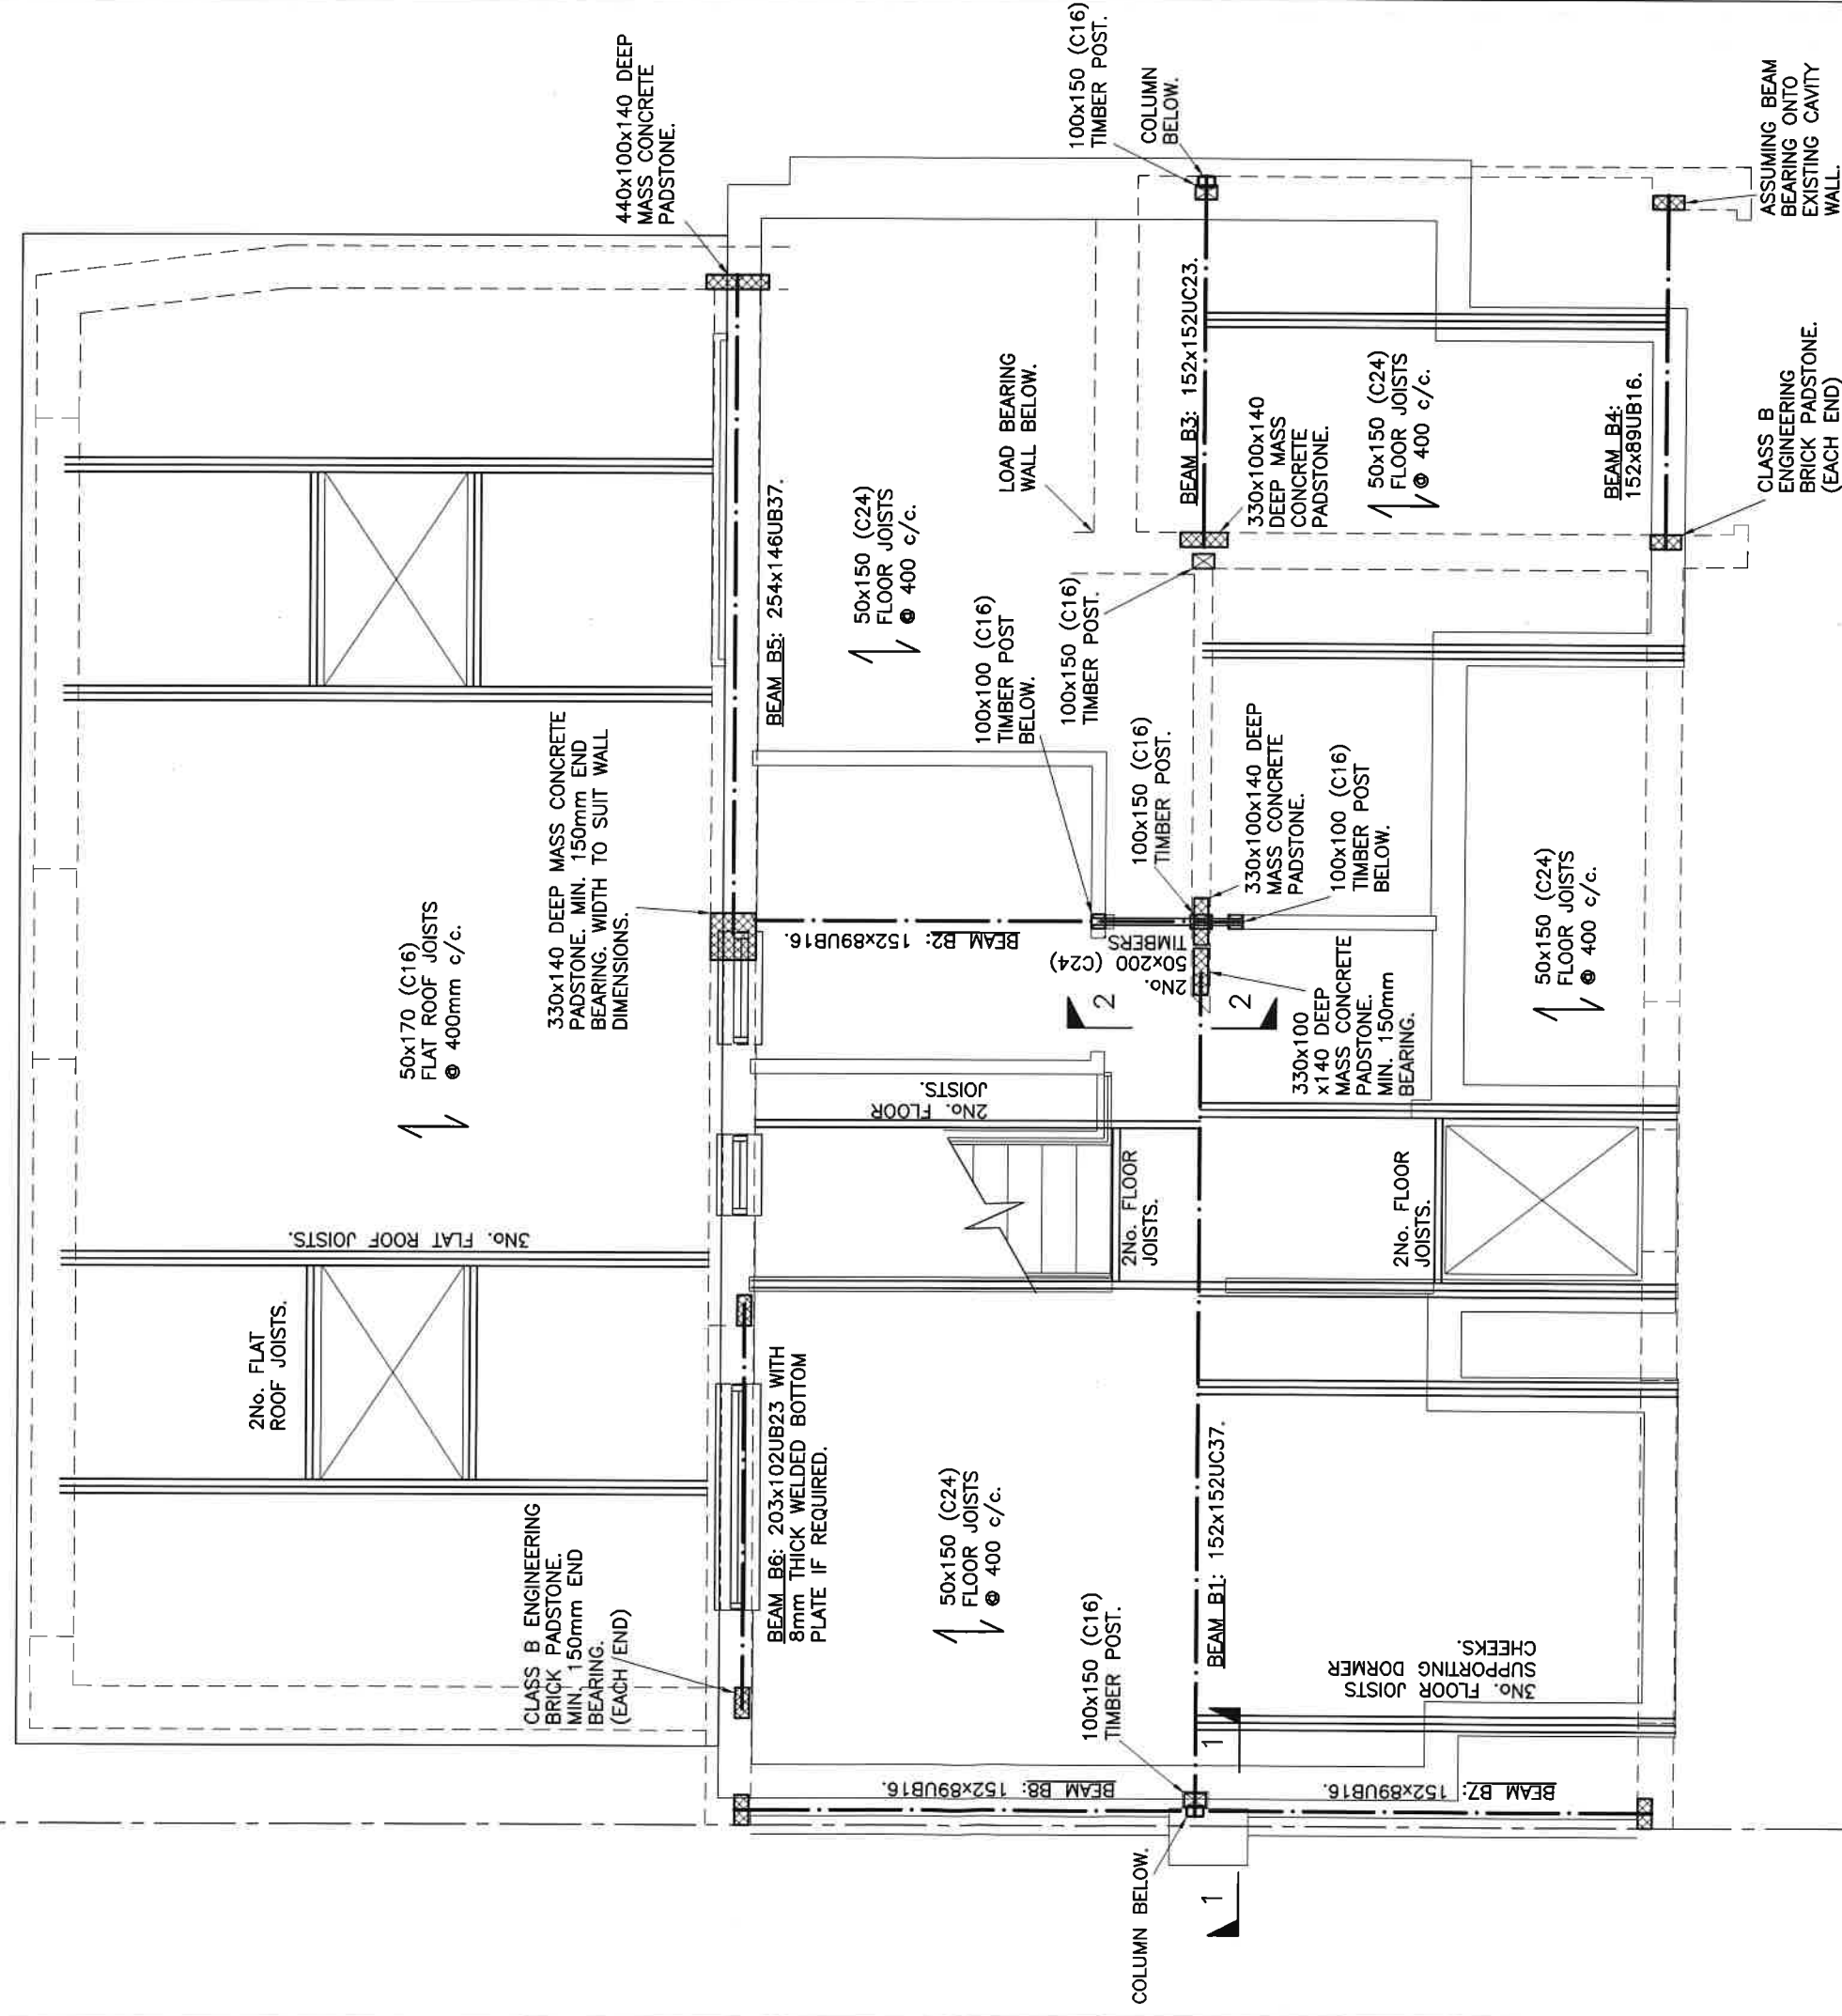 440x100x140 DEEP
MASS CONCRETE
PADSTONE.
100x150 (C16)
TIMBER POST.
COLUMN
BELOW.
ASSUMING BEAM
BEARING ONTO
EXISTING CAVITY
WALL.
LOAD BEARING
WALL BELOW.
BEAM B3: 152x152UC23.
330x100x140
DEEP MASS
CONCRETE
PADSTONE.
50x150 (C24)
FLOOR JOISTS
@ 400 c/c.
BEAM B4:
152x89UB16.
CLASS B
ENGINEERING
BRICK PADSTONE.
(EACH END)
BEAM B5: 254x146UB37.
50x150 (C24)
FLOOR JOISTS
@ 400 c/c.
100x100 (C16)
TIMBER POST
BELOW.
100x150 (C16)
TIMBER POST.
100x150 (C16)
TIMBER POST.
330x100x140 DEEP
MASS CONCRETE
PADSTONE.
100x100 (C16)
TIMBER POST
BELOW.
50x170 (C16)
FLAT ROOF JOISTS
@ 400mm c/c.
330x140 DEEP MASS CONCRETE
PADSTONE. MIN. 150mm END
BEARING. WIDTH TO SUIT WALL
DIMENSIONS.
BEAM B2: 152x89UB16.
2No.
50x200 (C24)
TIMBERS
2
2
330x100
x140 DEEP
MASS CONCRETE
PADSTONE.
MIN. 150mm
BEARING.
50x150 (C24)
FLOOR JOISTS
@ 400 c/c.
2No. FLOOR
JOISTS.
2No. FLOOR
JOISTS.
2No. FLOOR
JOISTS.
3No. FLAT ROOF JOISTS.
2No. FLAT
ROOF JOISTS.
CLASS B ENGINEERING
BRICK PADSTONE.
MIN. 150mm END
BEARING.
(EACH END)
BEAM B6: 203x102UB23 WITH
8mm THICK WELDED BOTTOM
PLATE IF REQUIRED.
50x150 (C24)
FLOOR JOISTS
@ 400 c/c.
100x150 (C16)
TIMBER POST.
BEAM B1: 152x152UC37.
3No. FLOOR JOISTS
SUPPORTING DORMER
CHEEKS.
1
BEAM B8: 152x89UB16.
BEAM B7: 152x89UB16.
COLUMN BELOW.
1